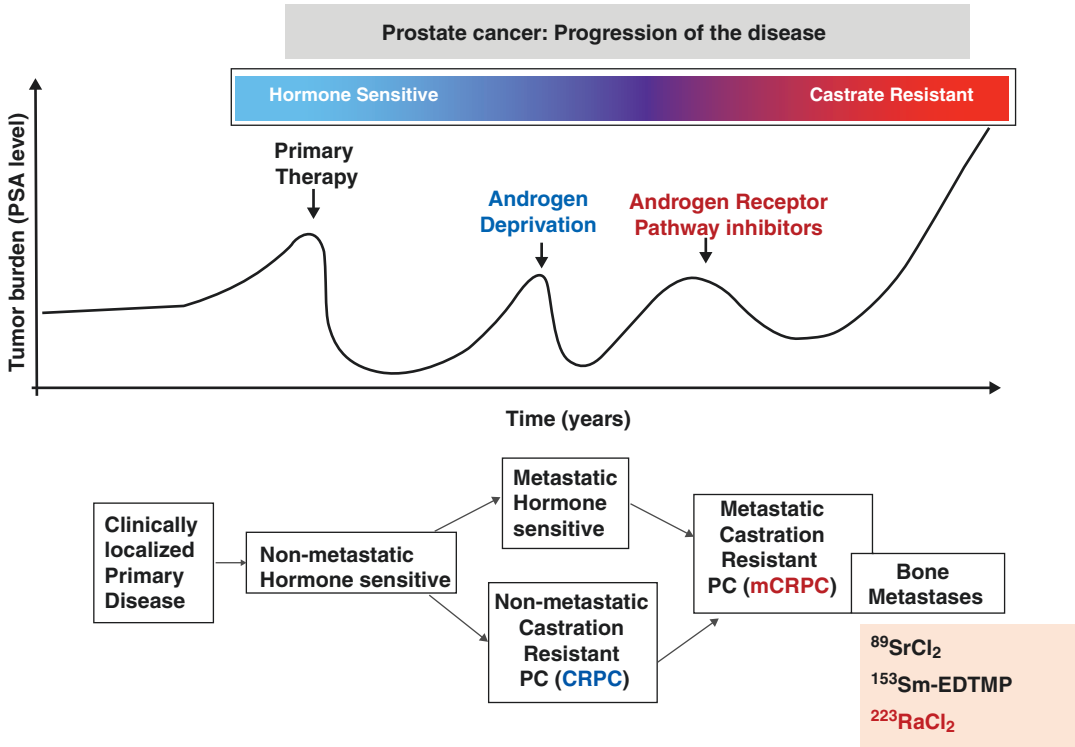 Prostate cancer: Progression of the disease
Hormone Sensitive
Castrate Resistant
Tumor burden (PSA level)
Primary
Therapy
Androgen
Deprivation
Androgen Receptor
Pathway inhibitors
Time (years)
Clinically
localized
Primary
Disease
Non-metastatic
Hormone sensitive
Metastatic
Hormone
sensitive
Non-metastatic
Castration
Resistant
PC (CRPC)
Metastatic
Castration
Resistant
PC (mCRPC)
Bone
Metastases
⁸⁹SrCl₂
¹⁵³Sm-EDTMP
²²³RaCl₂